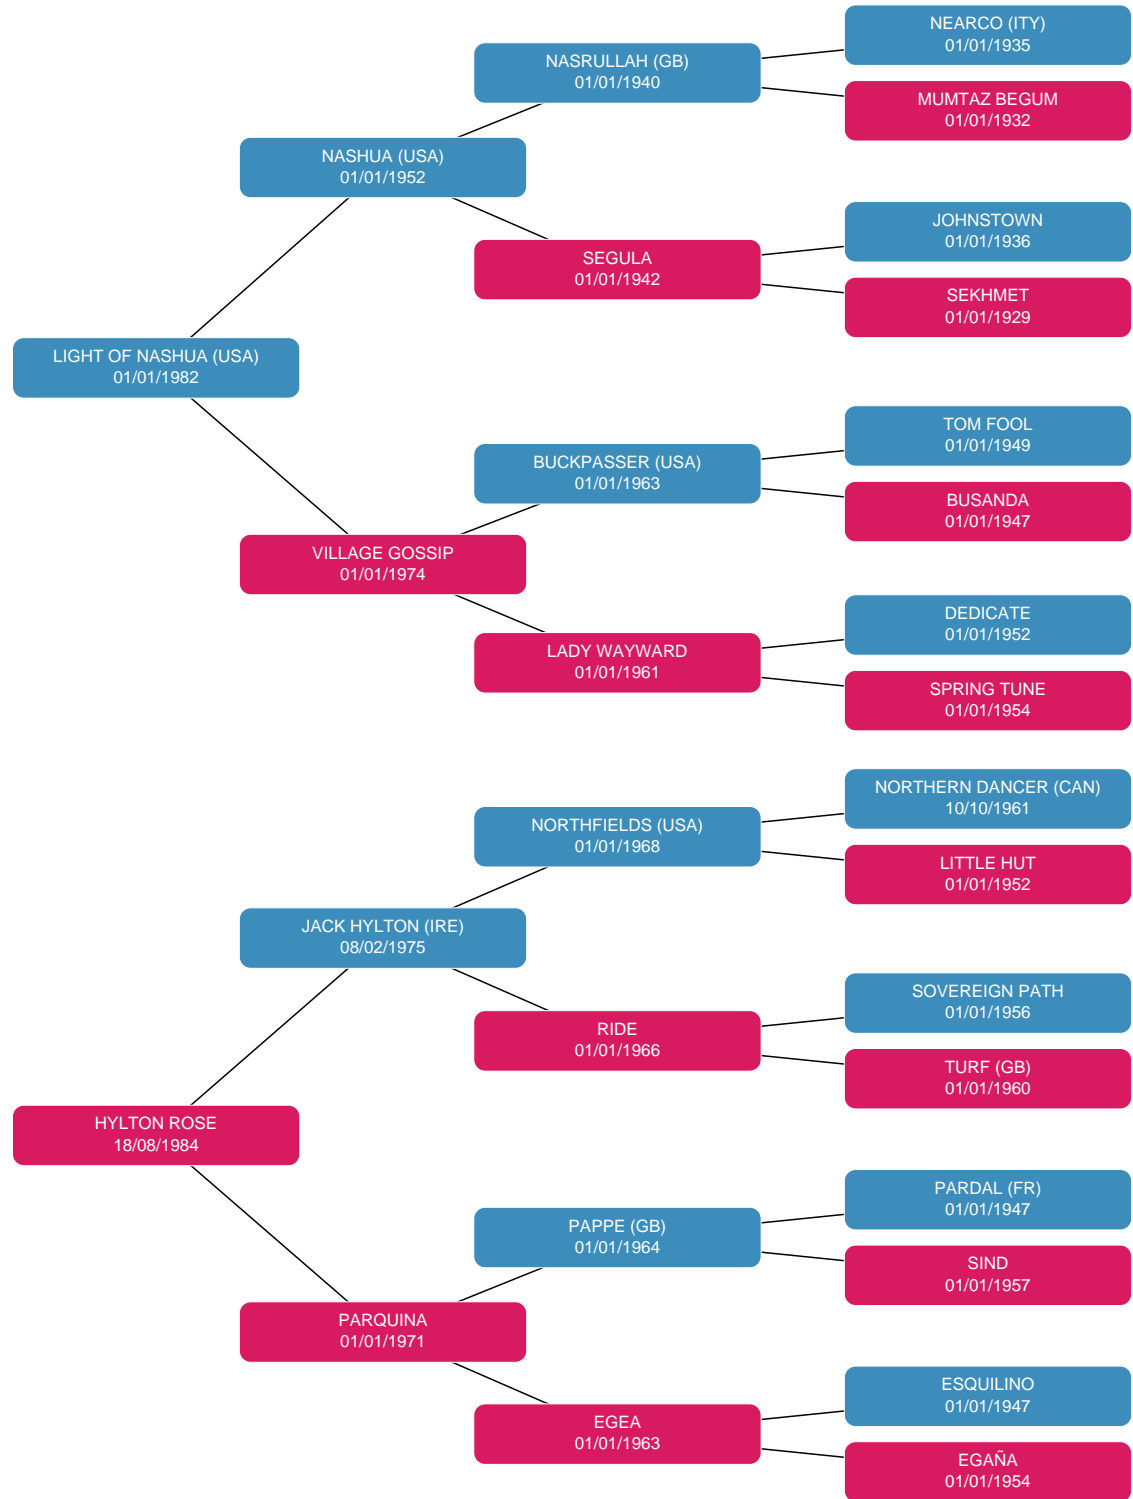 NEARCO (ITY)
01/01/1935
NASRULLAH (GB)
01/01/1940
MUMTAZ BEGUM
01/01/1932
NASHUA (USA)
01/01/1952
JOHNSTOWN
01/01/1936
SEGULA
01/01/1942
SEKHMET
01/01/1929
LIGHT OF NASHUA (USA)
01/01/1982
TOM FOOL
01/01/1949
BUCKPASSER (USA)
01/01/1963
BUSANDA
01/01/1947
VILLAGE GOSSIP
01/01/1974
DEDICATE
01/01/1952
LADY WAYWARD
01/01/1961
SPRING TUNE
01/01/1954
NORTHERN DANCER (CAN)
10/10/1961
NORTHFIELDS (USA)
01/01/1968
LITTLE HUT
01/01/1952
JACK HYLTON (IRE)
08/02/1975
SOVEREIGN PATH
01/01/1956
RIDE
01/01/1966
TURF (GB)
01/01/1960
HYLTON ROSE
18/08/1984
PARDAL (FR)
01/01/1947
PAPPE (GB)
01/01/1964
SIND
01/01/1957
PARQUINA
01/01/1971
ESQUILINO
01/01/1947
EGEA
01/01/1963
EGAÑA
01/01/1954